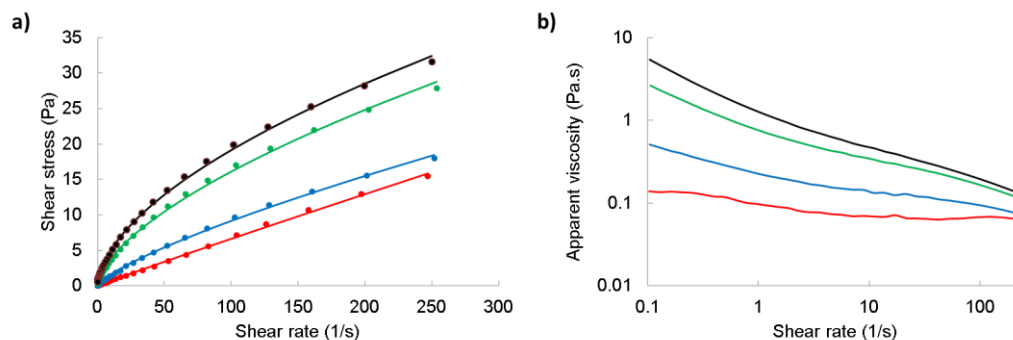 a)
Shear stress (Pa)
35
30
25
20
15
10
5
0
0 50 100 150 200 250 300
Shear rate (1/s)
b)
Apparent viscosity (Pa.s)
10
1
0.1
0.01
0.1 1 10 100
Shear rate (1/s)